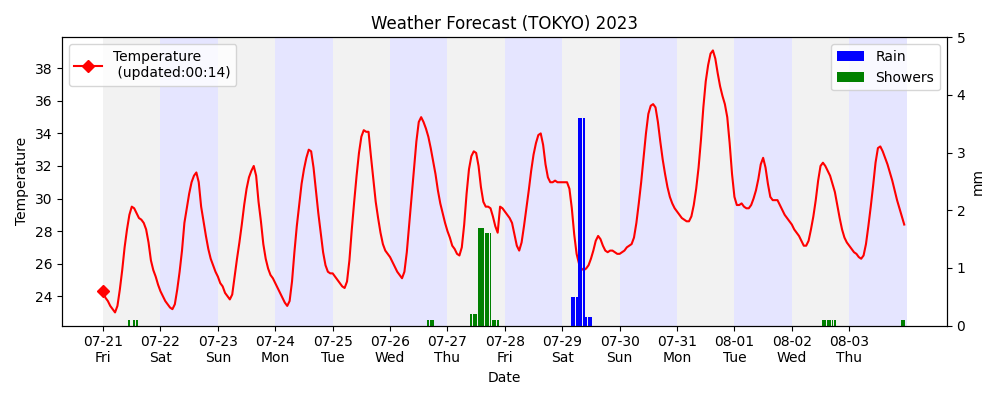 Weather Forecast (TOKYO) 2023
Temperature
(updated:00:14)
Rain
Showers
Temperature
38
36
34
32
30
28
26
24
5
4
3
2
1
0
mm
07-21 07-22 07-23 07-24 07-25 07-26 07-27 07-28 07-29 07-30 07-31 08-01 08-02 08-03
Fri Sat Sun Mon Tue Wed Thu Fri Sat Sun Mon Tue Wed Thu
Date